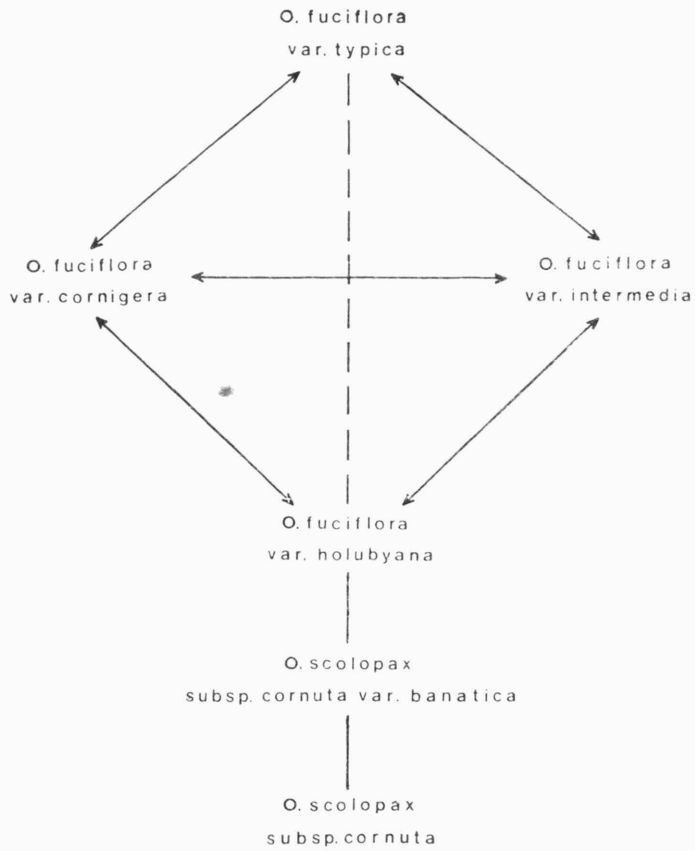 O. fuciflora
var. typica
O. fuciflora
var. cornigera
O. fuciflora
var. intermedia
O. fuciflora
var. holubyana
O. scolopax
subsp. cornuta var. banatica
O. scolopax
subsp. cornuta